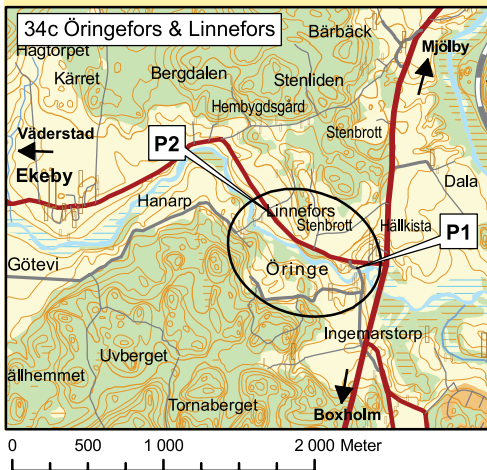 34c Öringefors & Linnefors
Bärbäck
Hagtorpet
Mjölby
Kärret
Bergdalen
Stenliden
Hembygdsgård
Väderstad
P2
Stenbrott
Ekeby
Dala
Hanarp
Linnefors
Stenbrott
Hällkista
P1
Götevi
Öringe
Ingemarstorp
Uvberget
ällhemmet
Tornaberget
Boxholm
0 500 1 000 2 000 Meter